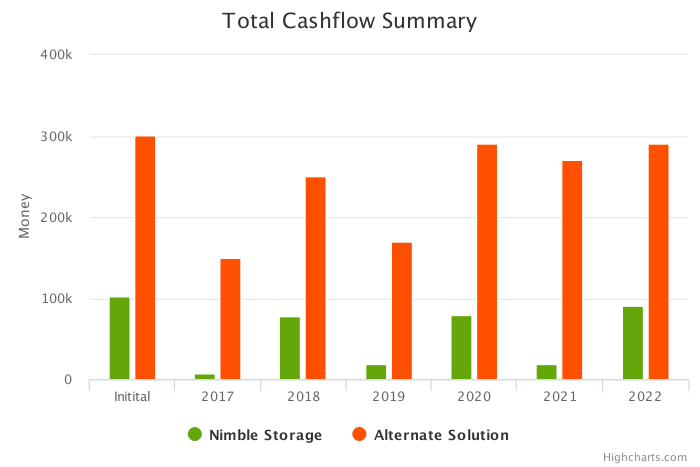 Total Cashflow Summary
400k
300k
200k
100k
0
Money
Initital
2017
2018
2019
2020
2021
2022
Nimble Storage
Alternate Solution
Highcharts.com